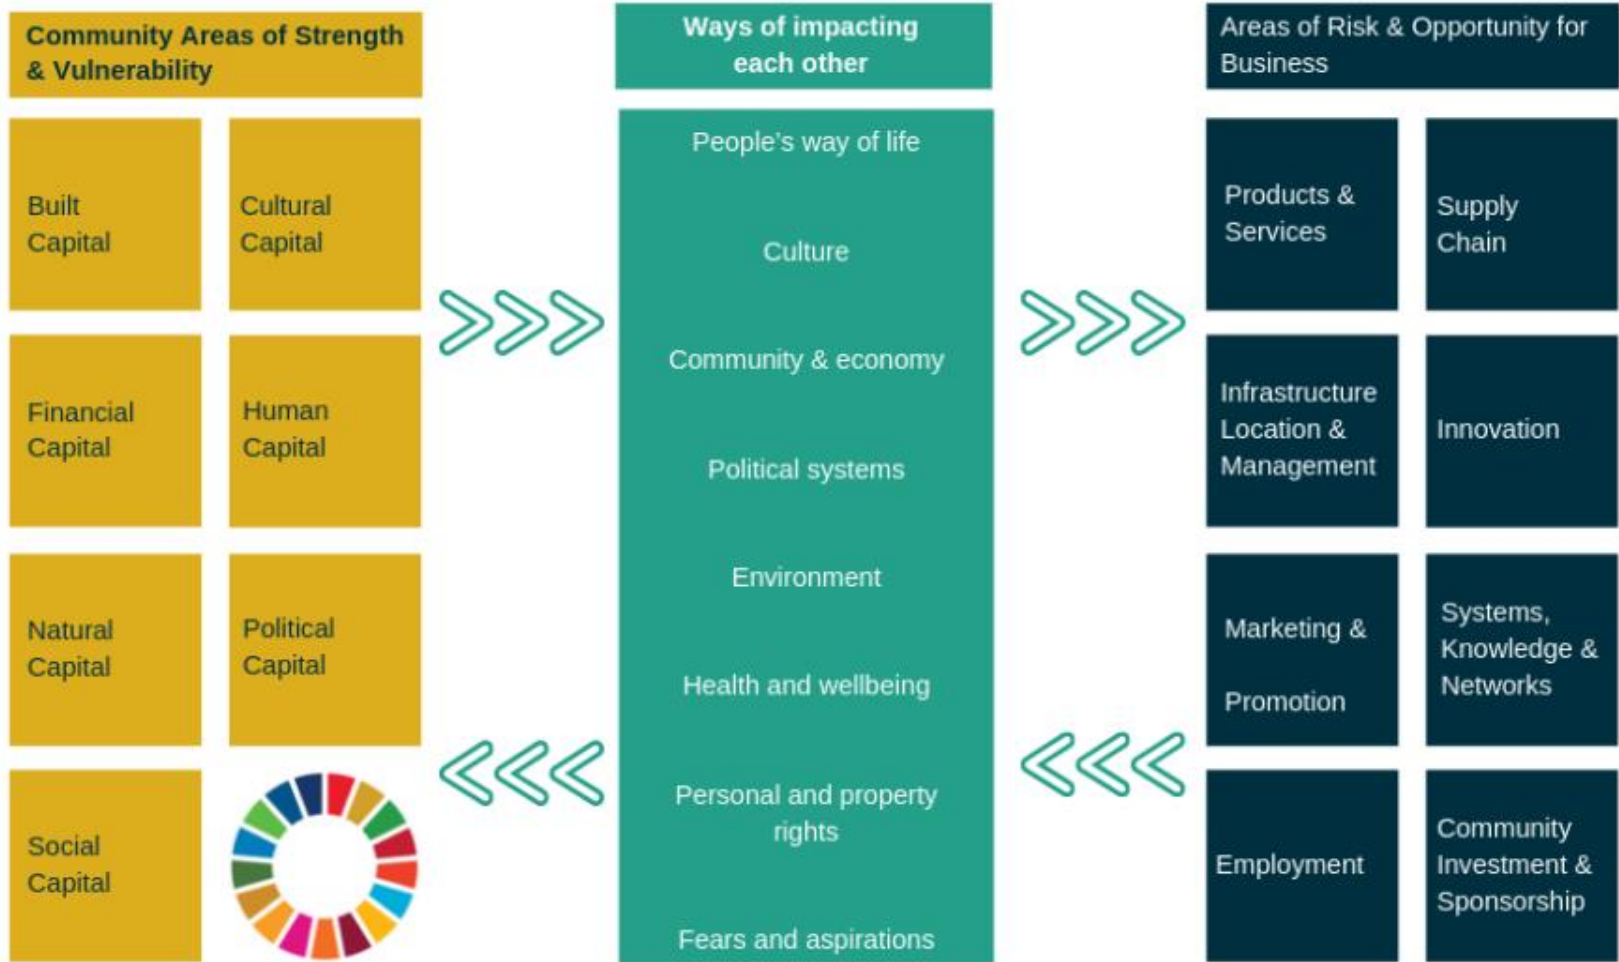 Community Areas of Strength
& Vulnerability
Built
Capital
Cultural
Capital
Financial
Capital
Human
Capital
Natural
Capital
Political
Capital
Social
Capital
Ways of impacting
each other
People's way of life
Culture
Community & economy
Political systems
Environment
Health and wellbeing
Personal and property
rights
Fears and aspirations
Areas of Risk & Opportunity for
Business
Products &
Services
Supply
Chain
Infrastructure
Location &
Management
Innovation
Marketing &
Promotion
Systems,
Knowledge &
Networks
Employment
Community
Investment &
Sponsorship